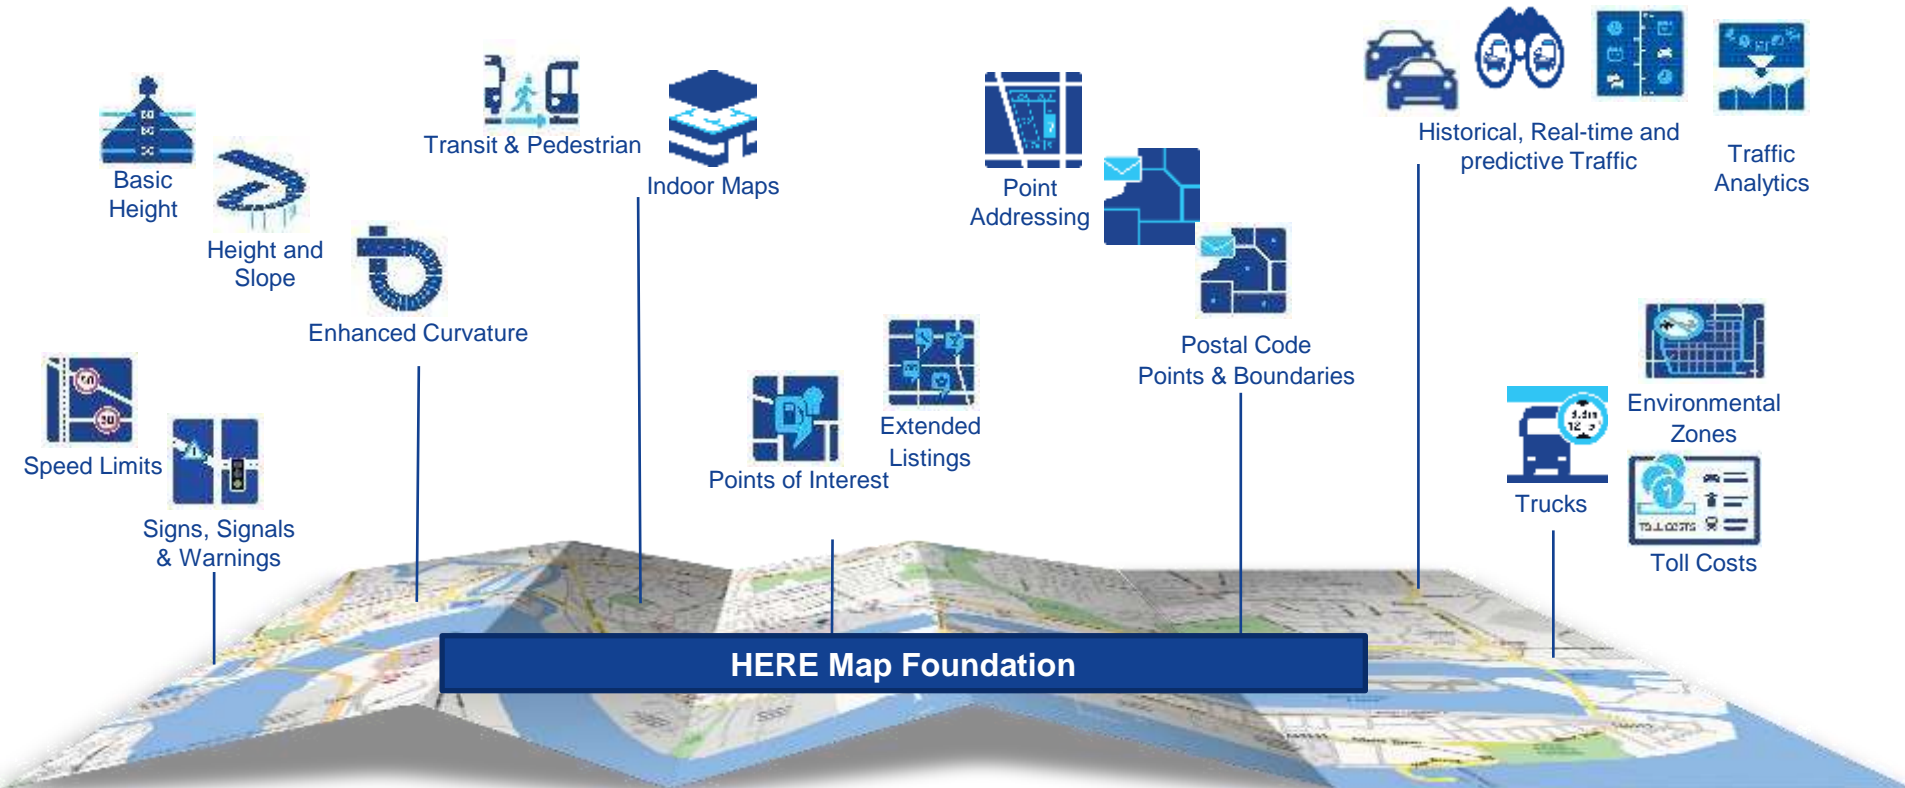 Basic
Height
Height and
Slope
Enhanced Curvature
Speed Limits
Signs, Signals
& Warnings
Transit & Pedestrian
Indoor Maps
Points of Interest
Extended
Listings
Point
Addressing
Postal Code
Points & Boundaries
Historical, Real-time and
predictive Traffic
Traffic
Analytics
Trucks
Environmental
Zones
TOLL COSTS
Toll Costs
HERE Map Foundation